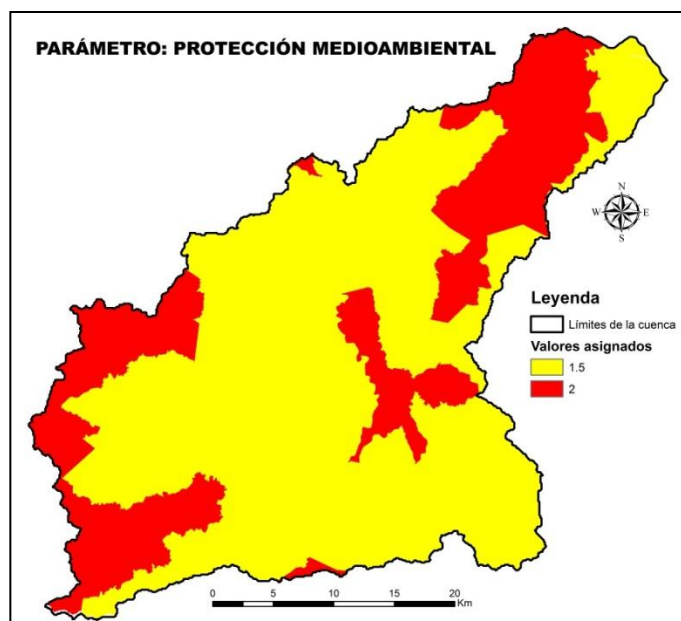 PARÁMETRO: PROTECCIÓN MEDIOAMBIENTAL
N
W E
S
Leyenda
Límites de la cuenca
Valores asignados
1.5
2
0 5 10 15 20
Km